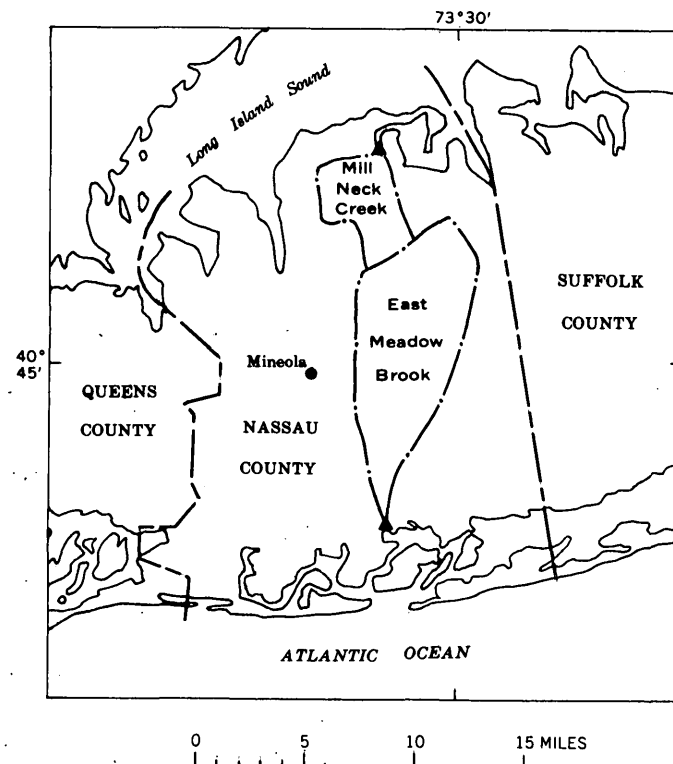 73°30'
Long Island Sound
Mill
Neck
Creek
SUFFOLK
COUNTY
East
Meadow
Brook
40°
45'
Mineola
QUEENS
COUNTY
NASSAU
COUNTY
ATLANTIC OCEAN
0 5 10 15 MILES